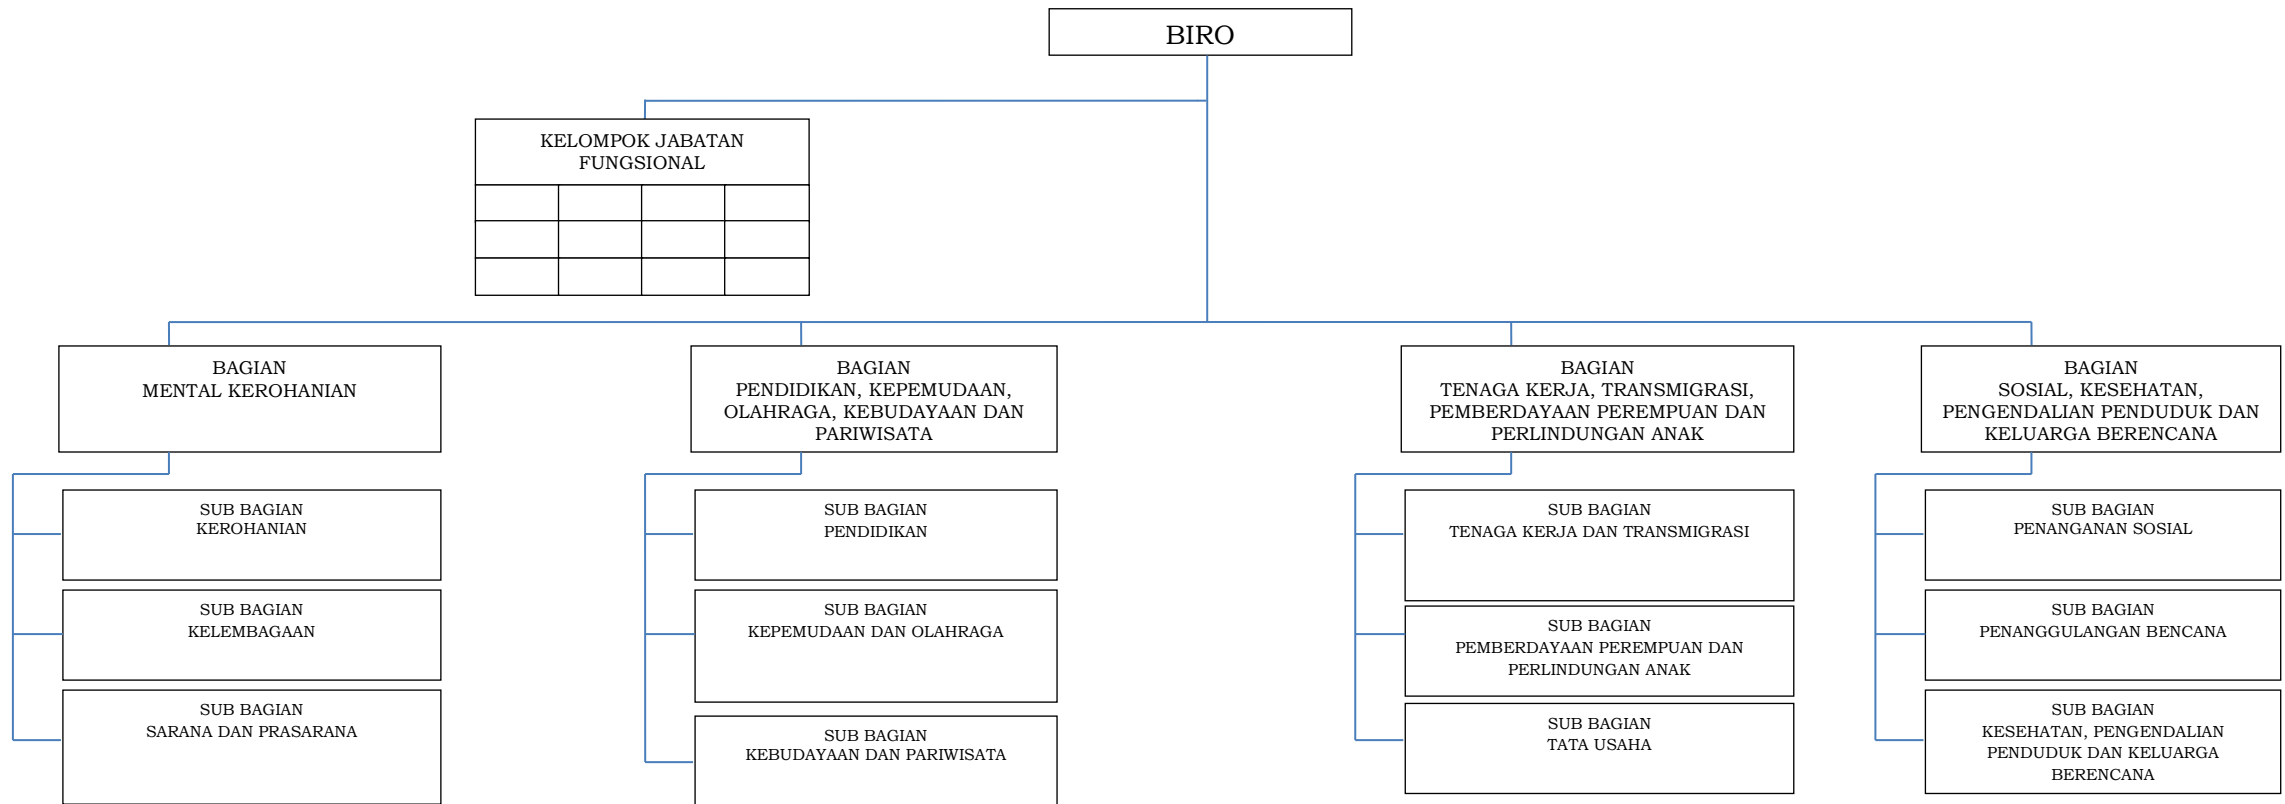 BIRO
KELOMPOK JABATAN
FUNGSIONAL
BAGIAN
MENTAL KEROHANIAN
BAGIAN
PENDIDIKAN, KEPEMUDAAN,
OLAHRAGA, KEBUDAYAAN DAN
PARIWISATA
BAGIAN
TENAGA KERJA, TRANSMIGRASI,
PEMBERDAYAAN PEREMPUAN DAN
PERLINDUNGAN ANAK
BAGIAN
SOSIAL, KESEHATAN,
PENGENDALIAN PENDUDUK DAN
KELUARGA BERENCANA
SUB BAGIAN
KEROHANIAN
SUB BAGIAN
KELEMBAGAAN
SUB BAGIAN
SARANA DAN PRASARANA
SUB BAGIAN
PENDIDIKAN
SUB BAGIAN
KEPEMUDAAN DAN OLAHRAGA
SUB BAGIAN
KEBUDAYAAN DAN PARIWISATA
SUB BAGIAN
TENAGA KERJA DAN TRANSMIGRASI
SUB BAGIAN
PEMBERDAYAAN PEREMPUAN DAN
PERLINDUNGAN ANAK
SUB BAGIAN
TATA USAHA
SUB BAGIAN
PENANGANAN SOSIAL
SUB BAGIAN
PENANGGULANGAN BENCANA
SUB BAGIAN
KESEHATAN, PENGENDALIAN
PENDUDUK DAN KELUARGA
BERENCANA